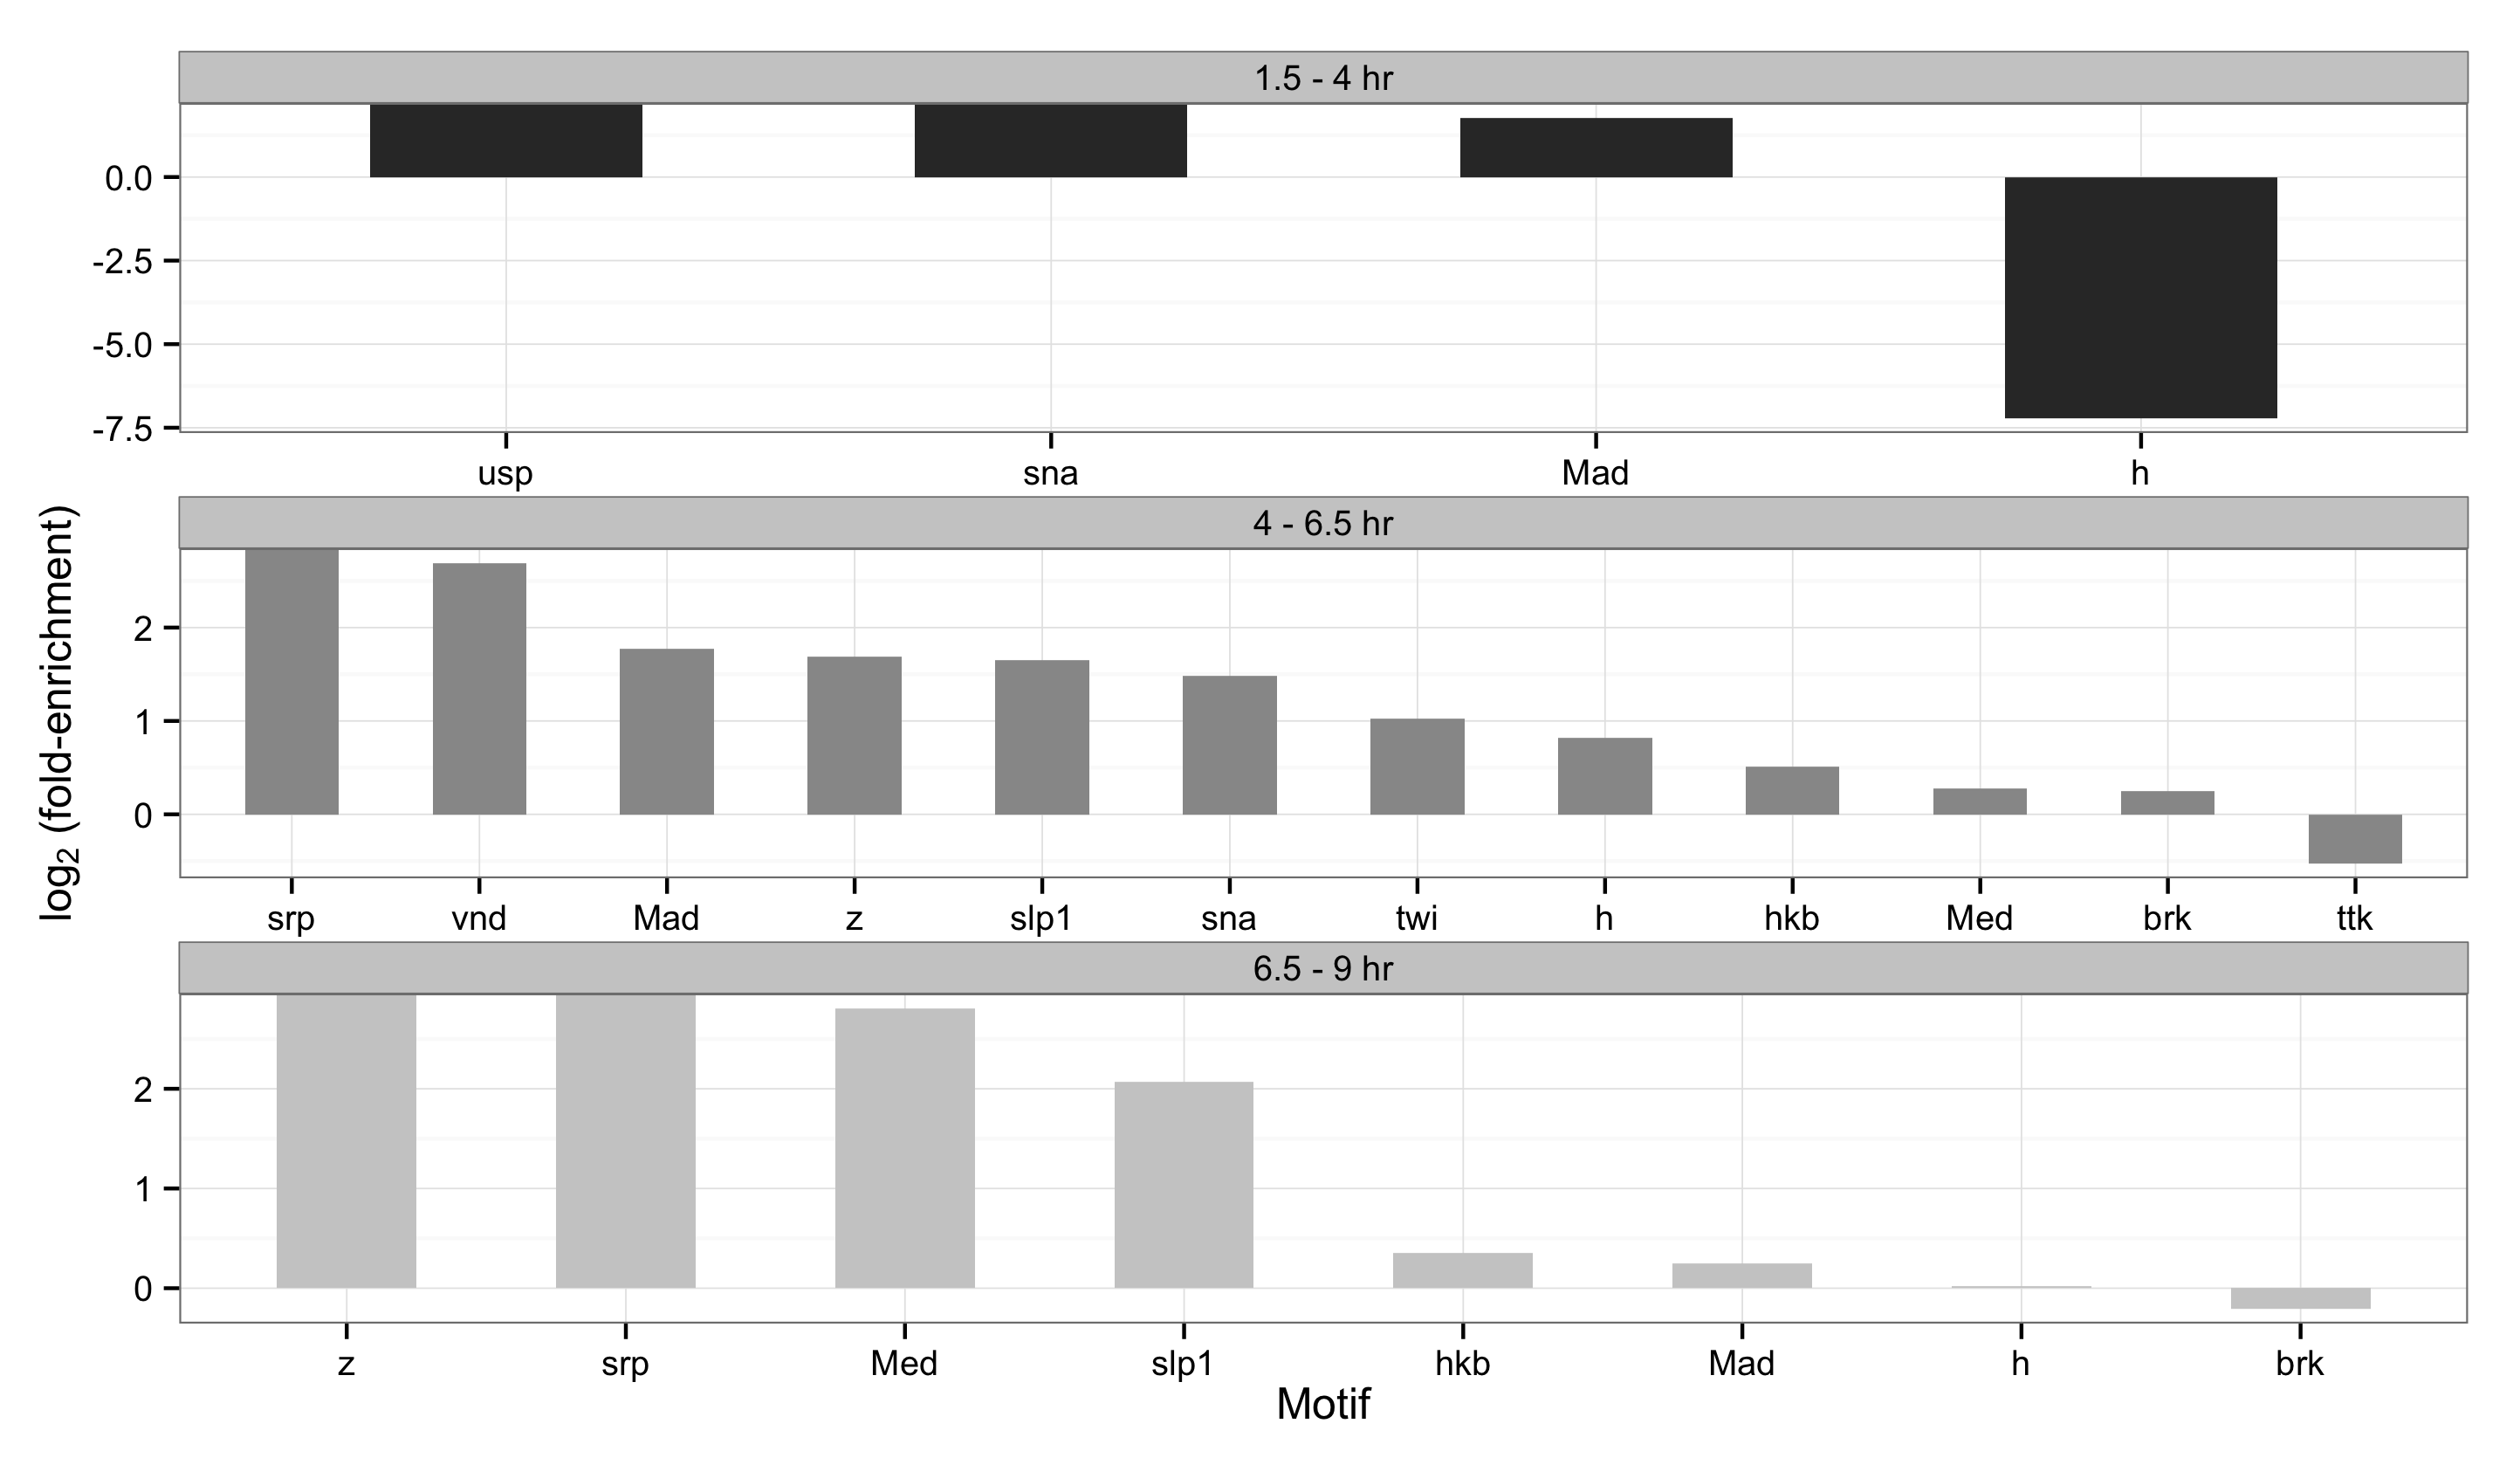 1.5 - 4 hr
0.0
-2.5
-5.0
-7.5
usp sna Mad h
log2 (fold-enrichment)
4 - 6.5 hr
2
1
0
srp vnd Mad z slp1 sna twi h hkb Med brk ttk
6.5 - 9 hr
2
1
0
z srp Med slp1 hkb Mad h brk
Motif